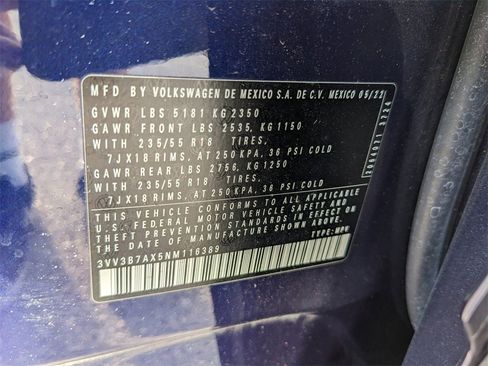 MFD BY VOLKSWAGEN DE MEXICO S.A. DE C.V. MEXICO 05/22
GVWR LBS 5181 KG 2350
GAWR FRONT LBS 2535, KG 1150
WITH 235/55 R18 TIRES,
7JX18 RIMS, AT 250 KPA, 36 PSI COLD
GAWR REAR LBS 2756, KG 1250
WITH 235/55 R18 TIRES,
7JX18 RIMS, AT 250 KPA, 36 PSI COLD
THIS VEHICLE CONFORMS TO ALL APPLICABLE
U.S. FEDERAL MOTOR VEHICLE SAFETY AND
THEFT PREVENTION STANDARDS IN EFFECT ON
THE DATE OF MANUFACTURE SHOWN ABOVE.
3VV3B7AX5NM116389 TYPE: MPV